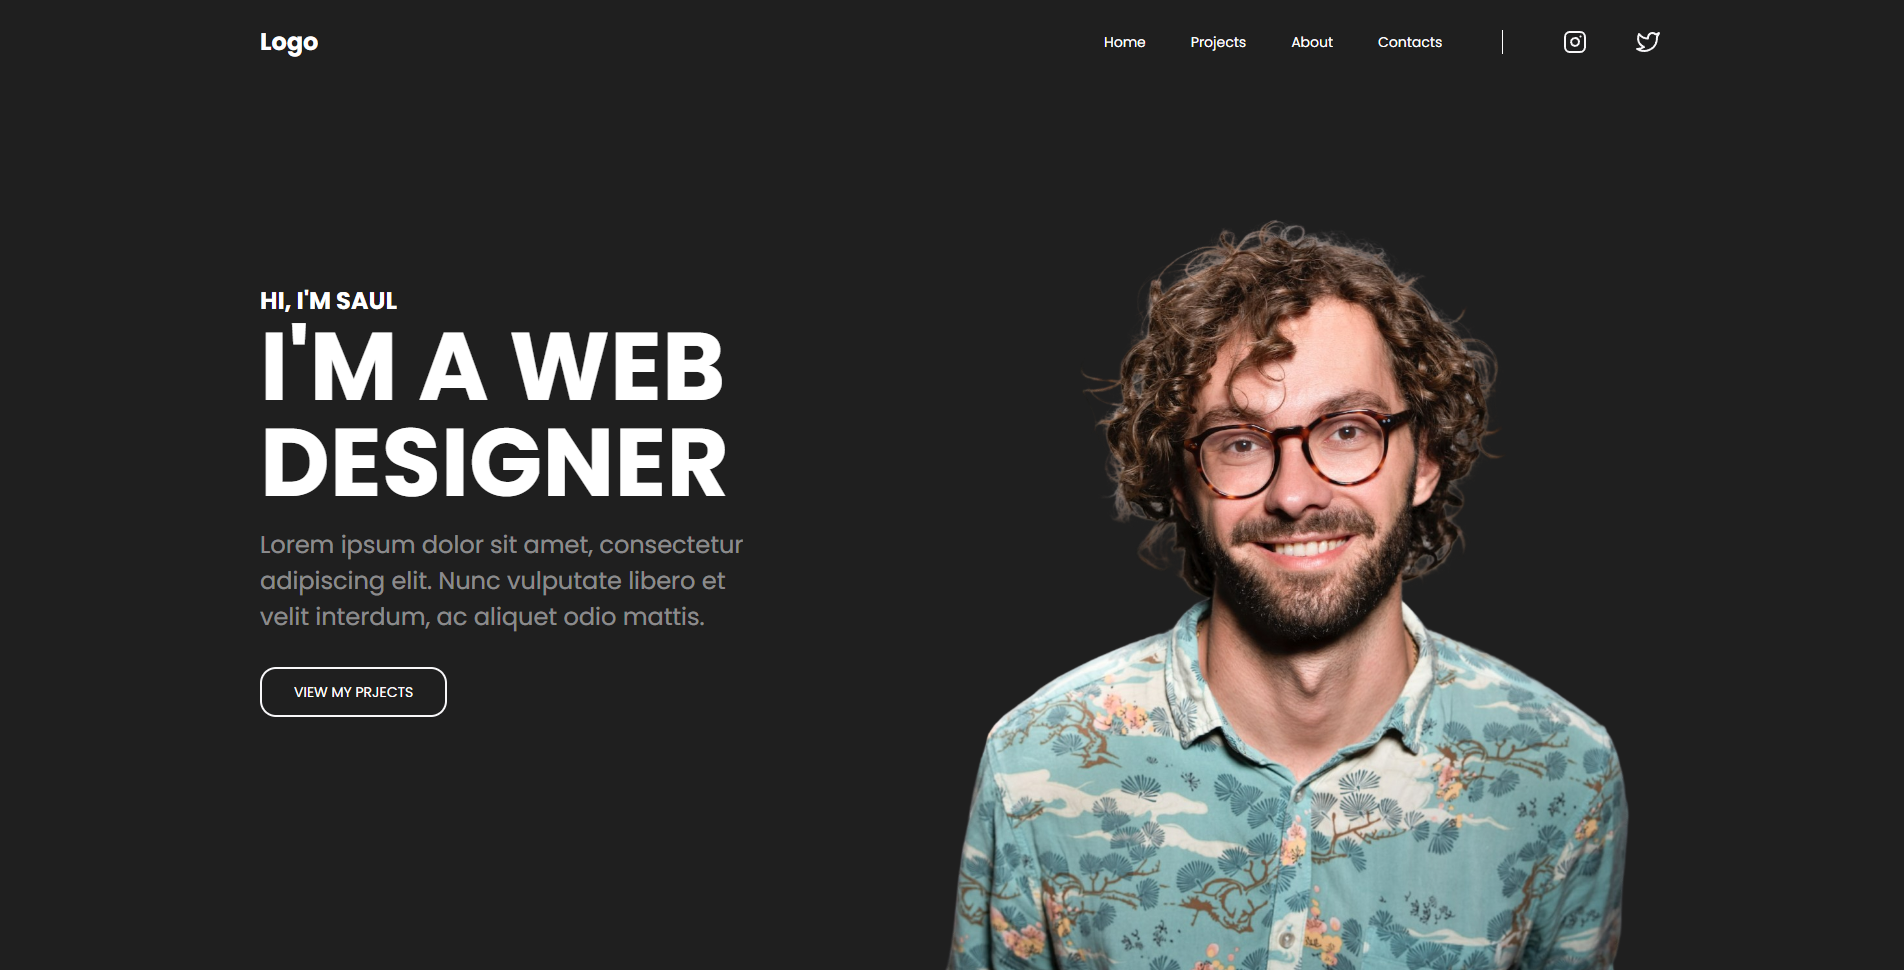 Logo
Home Projects About Contacts
HI, I'M SAUL
I'M A WEB
DESIGNER
Lorem ipsum dolor sit amet, consectetur
adipiscing elit. Nunc vulputate libero et
velit interdum, ac aliquet odio mattis.
VIEW MY PRJECTS